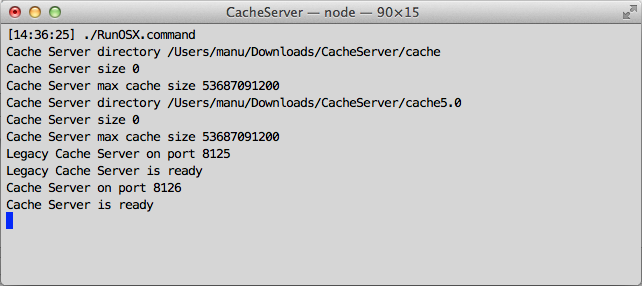 CacheServer — node — 90×15
[14:36:25] ./RunOSX.command
Cache Server directory /Users/manu/Downloads/CacheServer/cache
Cache Server size 0
Cache Server max cache size 53687091200
Cache Server directory /Users/manu/Downloads/CacheServer/cache5.0
Cache Server size 0
Cache Server max cache size 53687091200
Legacy Cache Server on port 8125
Legacy Cache Server is ready
Cache Server on port 8126
Cache Server is ready